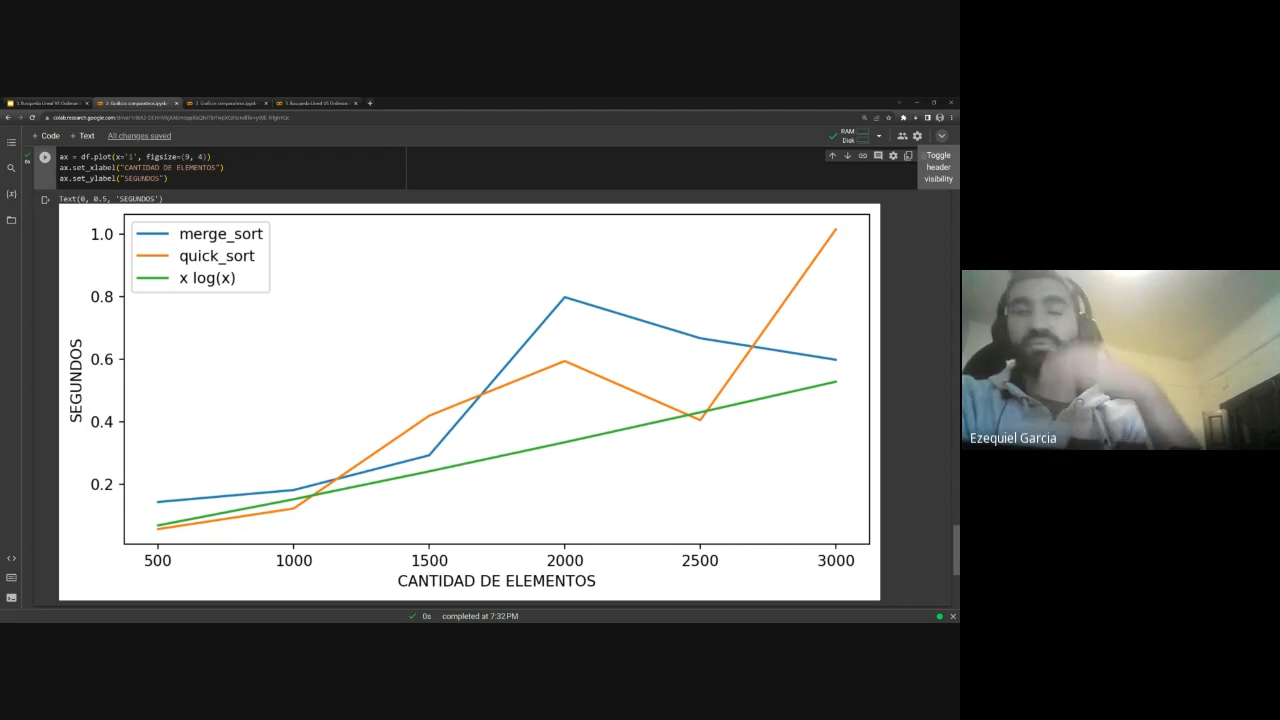 + Code + Text All changes saved
RAM
Disk
ax = df.plot(x='i', figsize=(9, 4))
ax.set_xlabel("CANTIDAD DE ELEMENTOS")
ax.set_ylabel("SEGUNDOS")
Toggle
header
visibility
Text(0, 0.5, 'SEGUNDOS')
merge_sort
quick_sort
x log(x)
1.0
0.8
0.6
0.4
0.2
SEGUNDOS
500 1000 1500 2000 2500 3000
CANTIDAD DE ELEMENTOS
0s completed at 7:32 PM
Ezequiel Garcia